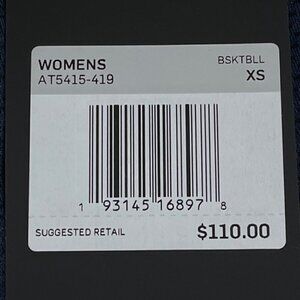 WOMENS BSKTBLL
AT5415-419 XS
1 93145 16897 8
SUGGESTED RETAIL $110.00